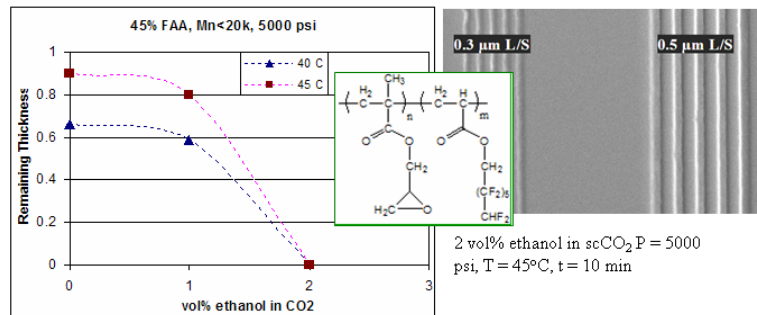 45% FAA, Mn<20k, 5000 psi
Remaining Thickness
1
0.8
0.6
0.4
0.2
0
0
1
2
3
vol% ethanol in CO2
40 C
45 C
CH3
H2
C
C
n
H2
C
H
C
m
O
O
CH2
H2C
O
O
O
CH2
(CF2)5
CHF2
0.3 µm L/S
0.5 µm L/S
2 vol% ethanol in scCO2 P = 5000
psi, T = 45°C, t = 10 min